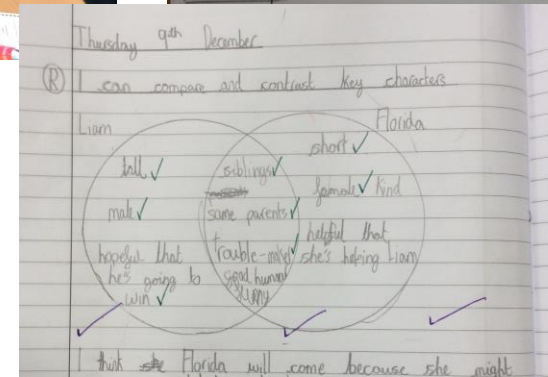 Thursday 9th December
R I can compare and contrast key characters
Liam
Florida
tall
male
hopeful that
he's going to
win
siblings
same parents
trouble-maker
good humour
funny
short
female kind
helpful that
she's helping Liam
I think Florida will come because she might